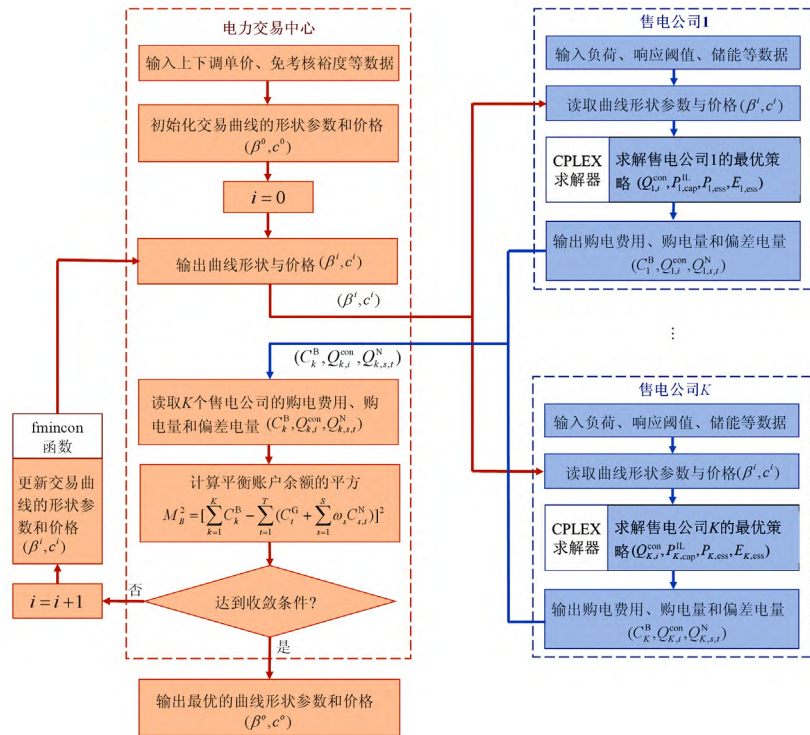 电力交易中心
输入上下调单价、免考核裕度等数据
初始化交易曲线的形状参数和价格
(β⁰,c⁰)
i=0
输出曲线形状与价格(βⁱ,cⁱ)
(βⁱ,cⁱ)
(C_k^B,Q_{k,i}^{con},Q_{k,s,t}^N)
读取K个售电公司的购电费用、购
电量和偏差电量(C_k^B,Q_{k,i}^{con},Q_{k,s,t}^N)
计算平衡账户余额的平方
M_B^2=[∑_{k=1}^{K}C_k^B-∑_{t=1}^{T}(C_t^G+∑_{s=1}^{S}ω_sC_{s,t}^N)]^2
达到收敛条件?
否
是
i=i+1
fmincon
函数
更新交易曲
线的形状参
数和价格
(βⁱ,cⁱ)
输出最优的曲线形状参数和价格
(β^o,c^o)
售电公司1
输入负荷、响应阈值、储能等数据
读取曲线形状参数与价格(βⁱ,cⁱ)
CPLEX
求解器
求解售电公司1的最优策
略(Q_{1,i}^{con},P_{1,cap}^{IL},P_{1,ess},E_{1,ess})
输出购电费用、购电量和偏差电量
(C_1^B,Q_{1,i}^{con},Q_{1,s,t}^N)
⋮
售电公司K
输入负荷、响应阈值、储能等数据
读取曲线形状参数与价格(βⁱ,cⁱ)
CPLEX
求解器
求解售电公司K的最优策
略(Q_{K,i}^{con},P_{K,cap}^{IL},P_{K,ess},E_{K,ess})
输出购电费用、购电量和偏差电量
(C_K^B,Q_{K,i}^{con},Q_{K,s,t}^N)